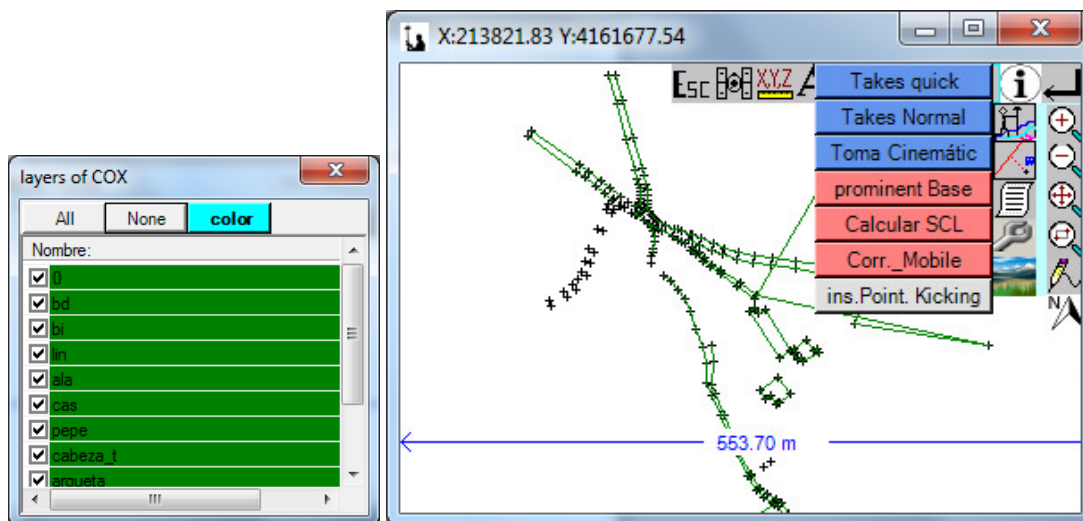 layers of COX
All None color
Nombre:
0
bd
bi
lin
ala
cas
pepe
cabeza_t
arqueta
X:213821.83 Y:4161677.54
Esc X,Y,Z A
Takes quick
Takes Normal
Toma Cinemátic
prominent Base
Calcular SCL
Corr._Mobile
ins.Point. Kicking
N
553.70 m